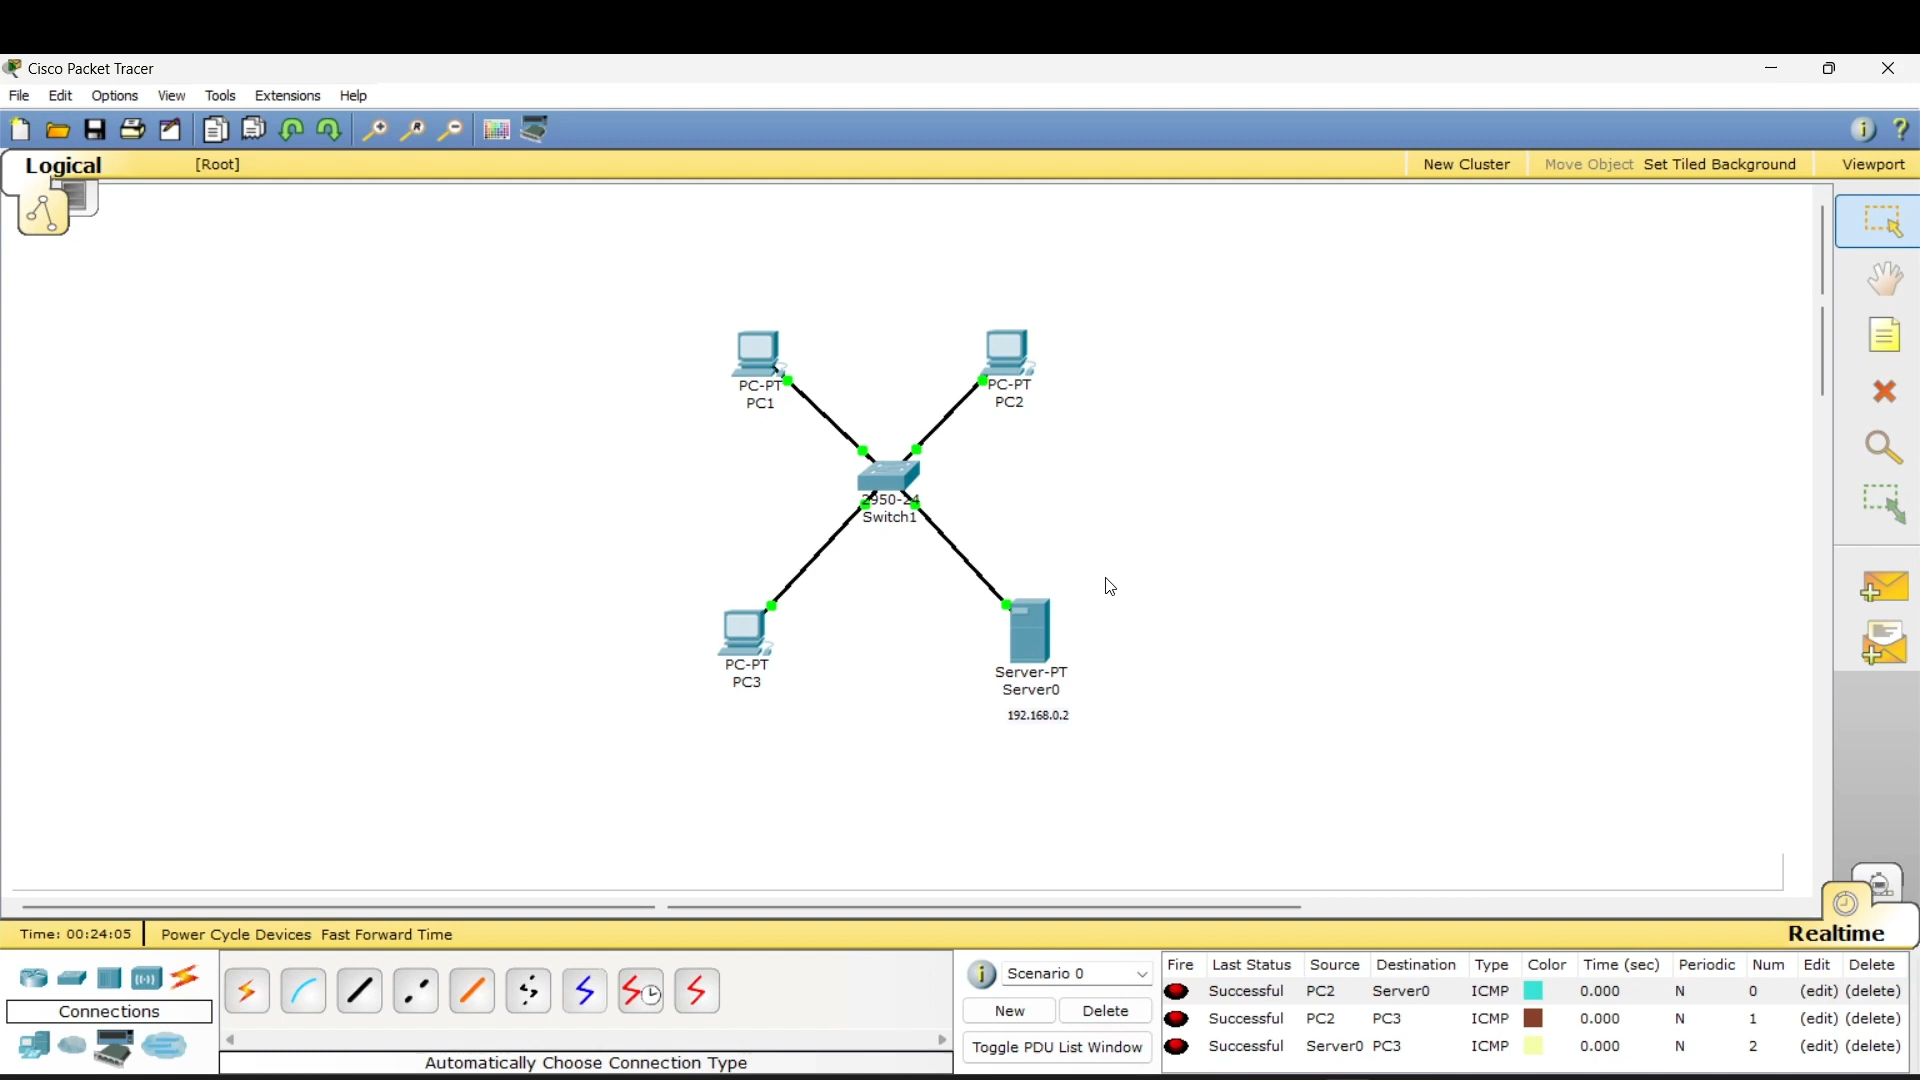 Cisco Packet Tracer
File Edit Options View Tools Extensions Help
Logical [Root] New Cluster Move Object Set Tiled Background Viewport
PC-PT
PC1
PC-PT
PC2
2950-24
Switch1
PC-PT
PC3
Server-PT
Server0
192.168.0.2
Time: 00:24:05 Power Cycle Devices Fast Forward Time Realtime
Connections
Automatically Choose Connection Type
Scenario 0
New Delete
Toggle PDU List Window
Fire Last Status Source Destination Type Color Time (sec) Periodic Num Edit Delete
Successful PC2 Server0 ICMP 0.000 N 0 (edit) (delete)
Successful PC2 PC3 ICMP 0.000 N 1 (edit) (delete)
Successful Server0 PC3 ICMP 0.000 N 2 (edit) (delete)